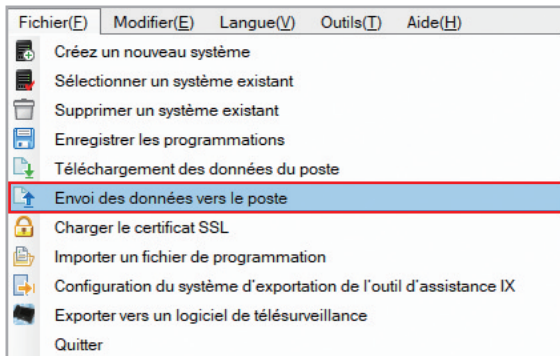 Fichier(F) Modifier(E) Langue(V) Outils(T) Aide(H)
Créez un nouveau système
Sélectionner un système existant
Supprimer un système existant
Enregistrer les programmations
Téléchargement des données du poste
Envoi des données vers le poste
Charger le certificat SSL
Importer un fichier de programmation
Configuration du système d'exportation de l'outil d'assistance IX
Exporter vers un logiciel de télésurveillance
Quitter